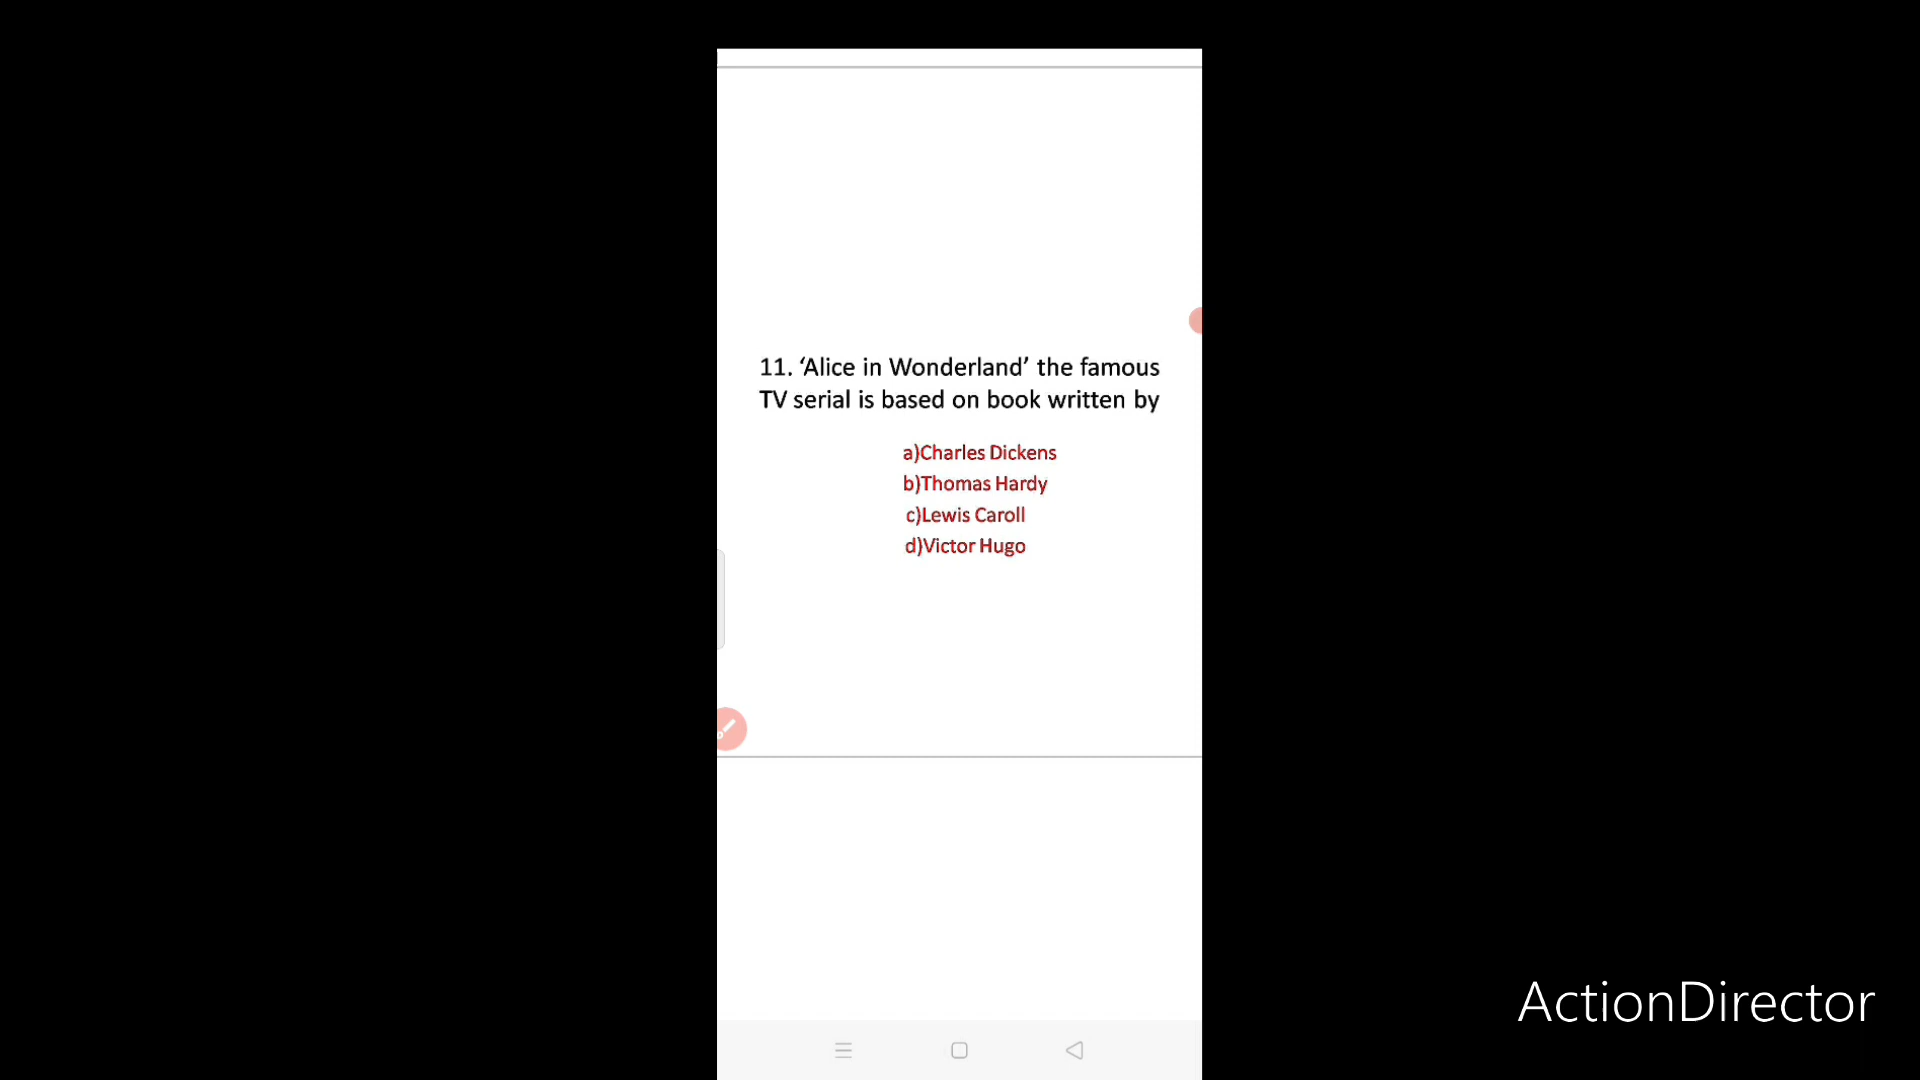 11. ‘Alice in Wonderland’ the famous
TV serial is based on book written by
a)Charles Dickens
b)Thomas Hardy
c)Lewis Caroll
d)Victor Hugo
ActionDirector